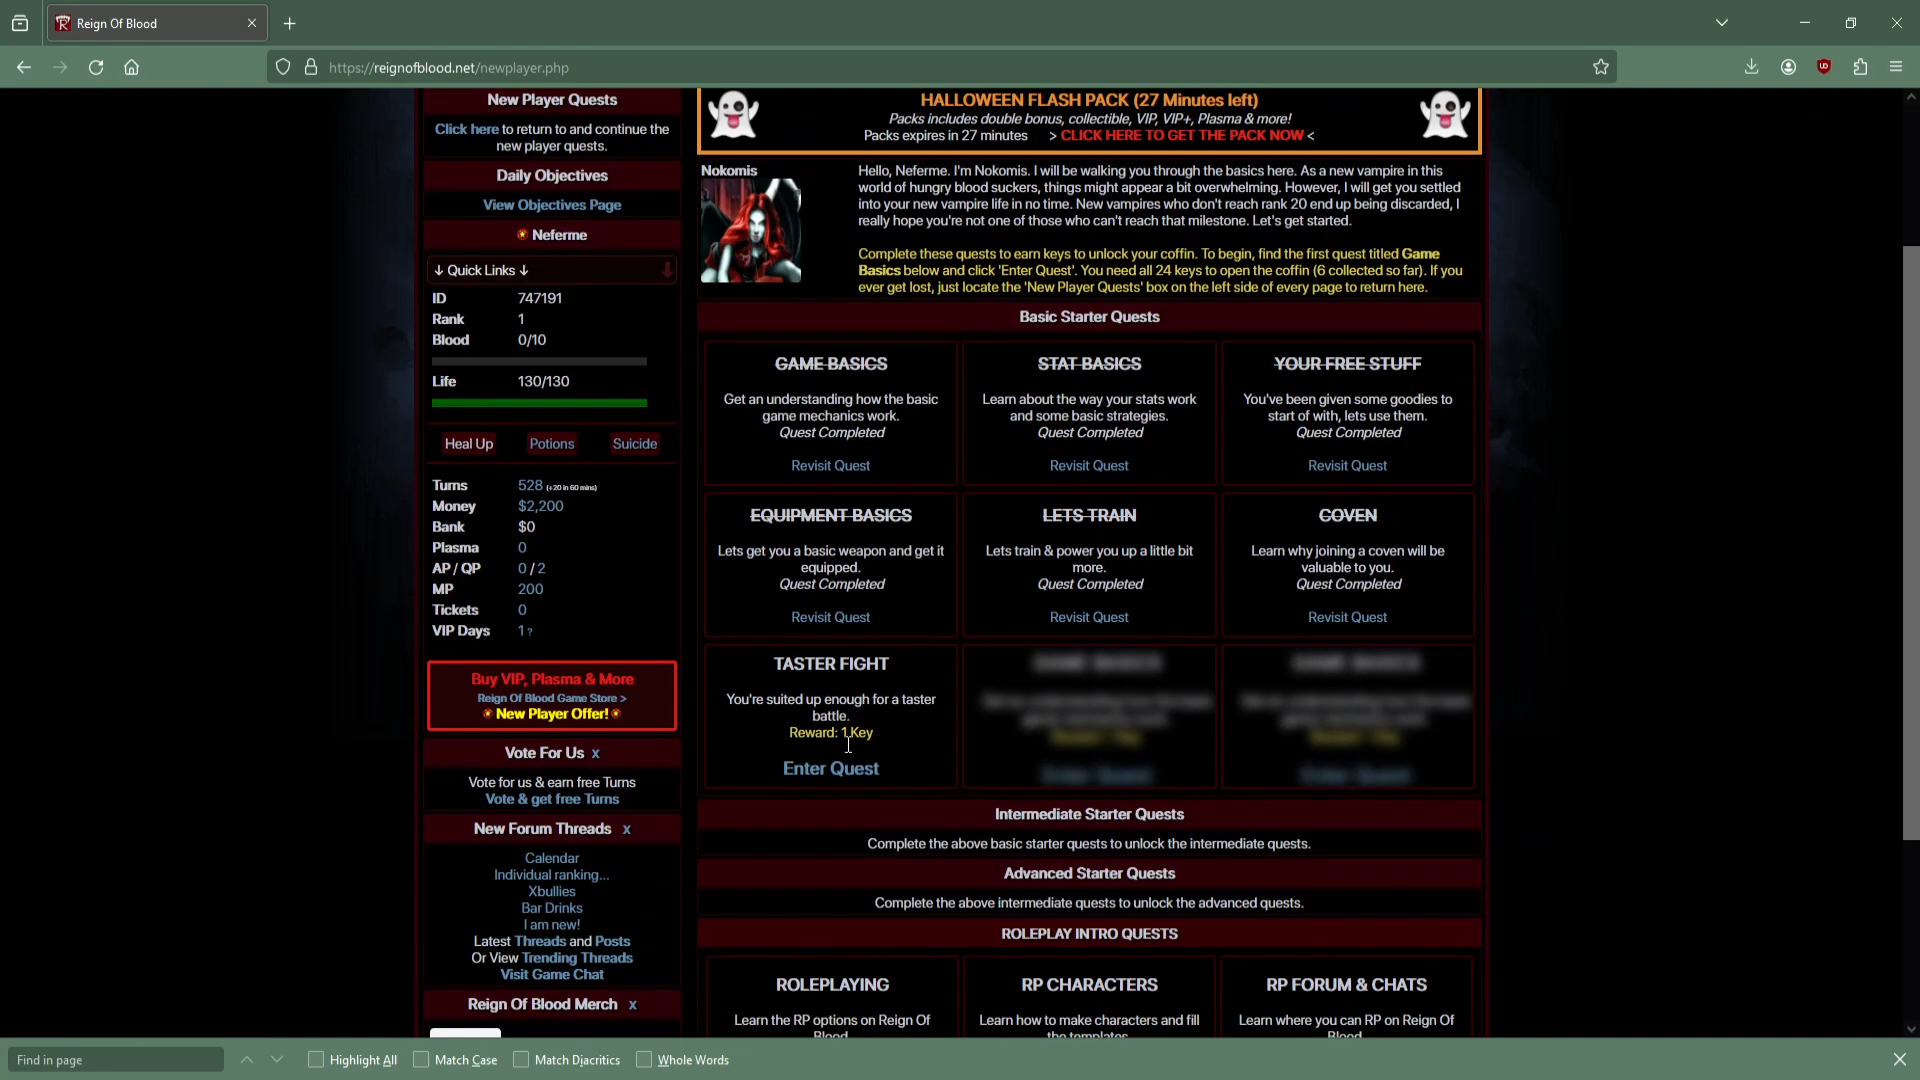 Reign Of Blood
https://reignofblood.net/newplayer.php
New Player Quests
Click here to return to and continue the
new player quests.
Daily Objectives
View Objectives Page
Neferme
↓ Quick Links ↓
ID 747191
Rank 1
Blood 0/10
Life 130/130
Heal Up Potions Suicide
Turns 528 (+20 in 60 mins)
Money $2,200
Bank $0
Plasma 0
AP / QP 0 / 2
MP 200
Tickets 0
VIP Days 1 ?
Buy VIP, Plasma & More
Reign Of Blood Game Store >
New Player Offer!
Vote For Us x
Vote for us & earn free Turns
Vote & get free Turns
New Forum Threads x
Calendar
Individual ranking...
Xbullies
Bar Drinks
I am new!
Latest Threads and Posts
Or View Trending Threads
Visit Game Chat
Reign Of Blood Merch x
HALLOWEEN FLASH PACK (27 Minutes left)
Packs includes double bonus, collectible, VIP, VIP+, Plasma & more!
Packs expires in 27 minutes > CLICK HERE TO GET THE PACK NOW <
Nokomis
Hello, Neferme. I'm Nokomis. I will be walking you through the basics here. As a new vampire in this
world of hungry blood suckers, things might appear a bit overwhelming. However, I will get you settled
into your new vampire life in no time. New vampires who don't reach rank 20 end up being discarded, I
really hope you're not one of those who can't reach that milestone. Let's get started.
Complete these quests to earn keys to unlock your coffin. To begin, find the first quest titled Game
Basics below and click 'Enter Quest'. You need all 24 keys to open the coffin (6 collected so far). If you
ever get lost, just locate the 'New Player Quests' box on the left side of every page to return here.
Basic Starter Quests
GAME BASICS
Get an understanding how the basic
game mechanics work.
Quest Completed
Revisit Quest
STAT BASICS
Learn about the way your stats work
and some basic strategies.
Quest Completed
Revisit Quest
YOUR FREE STUFF
You've been given some goodies to
start of with, lets use them.
Quest Completed
Revisit Quest
EQUIPMENT BASICS
Lets get you a basic weapon and get it
equipped.
Quest Completed
Revisit Quest
LETS TRAIN
Lets train & power you up a little bit
more.
Quest Completed
Revisit Quest
COVEN
Learn why joining a coven will be
valuable to you.
Quest Completed
Revisit Quest
TASTER FIGHT
You're suited up enough for a taster
battle.
Reward: 1 Key
Enter Quest
Intermediate Starter Quests
Complete the above basic starter quests to unlock the intermediate quests.
Advanced Starter Quests
Complete the above intermediate quests to unlock the advanced quests.
ROLEPLAY INTRO QUESTS
ROLEPLAYING
Learn the RP options on Reign Of
Blood.
RP CHARACTERS
Learn how to make characters and fill
the templates.
RP FORUM & CHATS
Learn where you can RP on Reign Of
Blood.
Find in page Highlight All Match Case Match Diacritics Whole Words